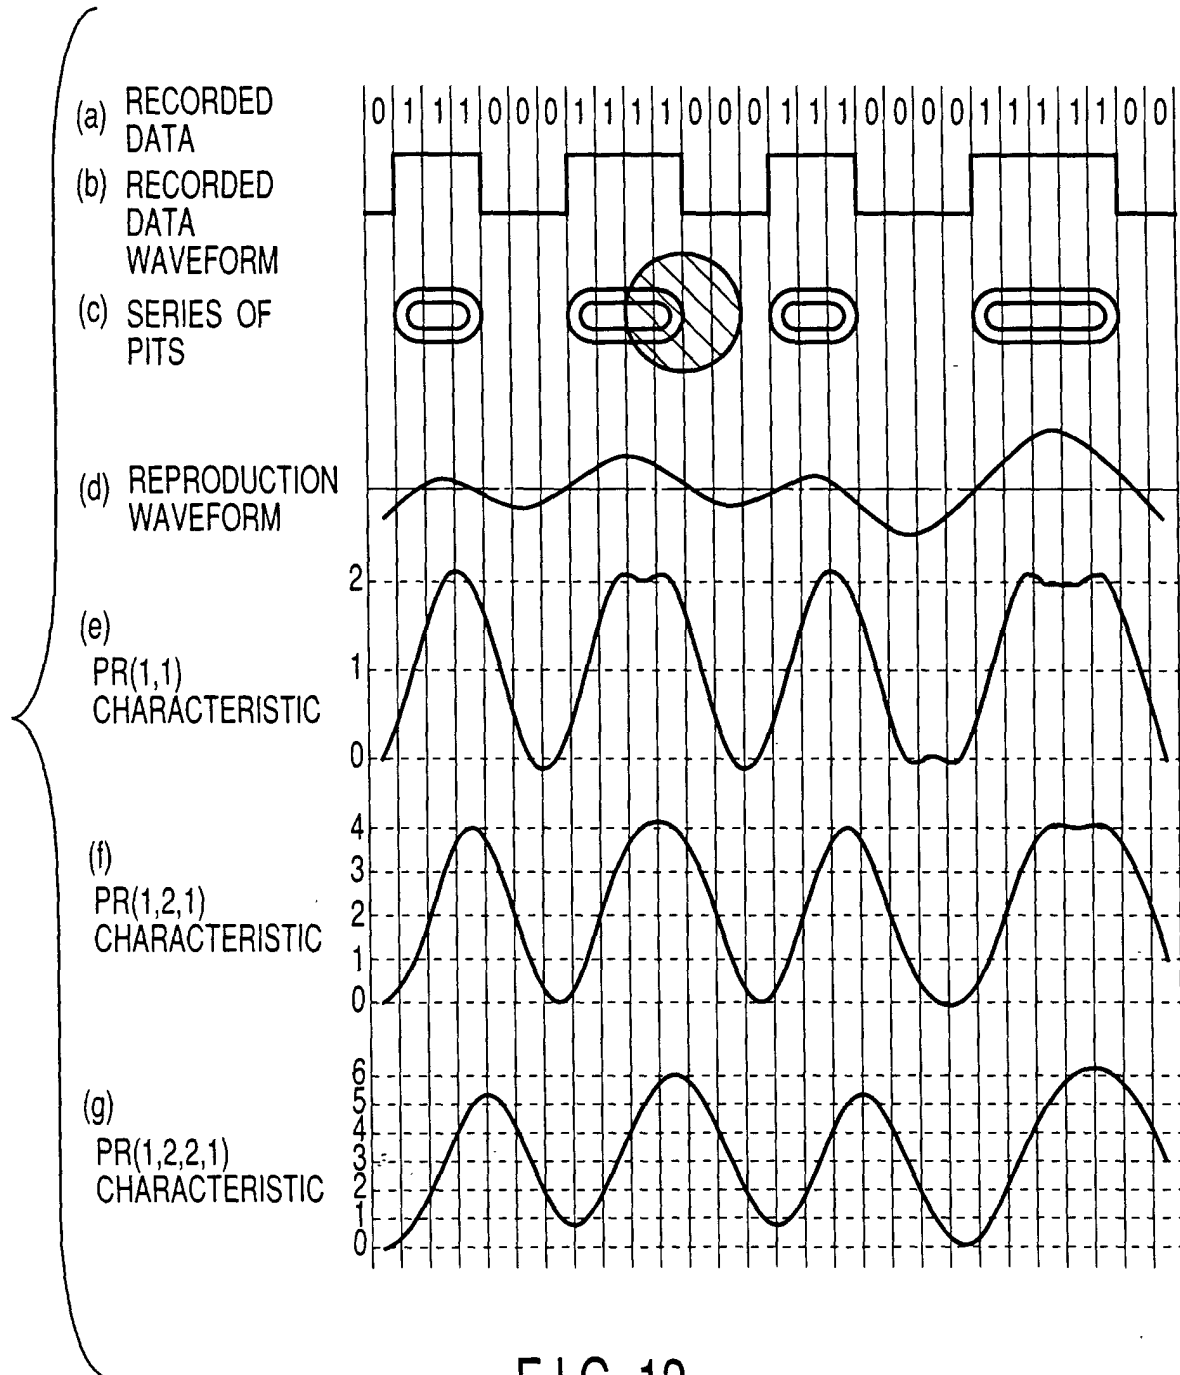 (a) RECORDED DATA
0 1 1 1 0 0 0 1 1 1 1 0 0 0 1 1 1 0 0 0 0 1 1 1 1 1 0 0
(b) RECORDED DATA WAVEFORM
(c) SERIES OF PITS
(d) REPRODUCTION WAVEFORM
(e)
PR(1,1)
CHARACTERISTIC
2
1
0
(f)
PR(1,2,1)
CHARACTERISTIC
4
3
2
1
0
(g)
PR(1,2,2,1)
CHARACTERISTIC
6
5
4
3
2
1
0
FIG.